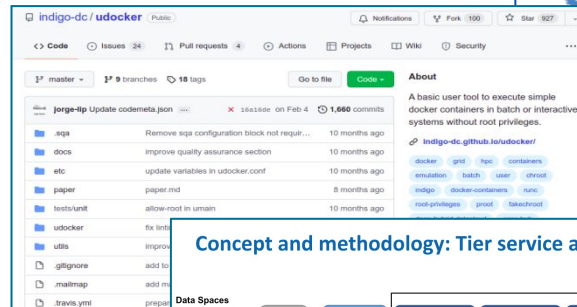 indigo-dc / udocker Public
Notifications Fork 100 Star 927
Code Issues 24 Pull requests 4 Actions Projects Wiki Security ...
master 9 branches 18 tags Go to file Code
About
A basic user tool to execute simple
docker containers in batch or interactive
systems without root privileges.
indigo-dc.github.io/udocker/
docker grid hpc containers
emulation batch user chroot
indigo docker-containers runc
root-privileges proot fakechroot
jorge-lip Update codemeta.json ... on Feb 4 1,660 commits
.sqa Remove sqa configuration block not requir... 10 months ago
docs improve quality assurance section 10 months ago
etc update variables in udocker.conf 10 months ago
paper paper.md 8 months ago
tests/unit allow-root in umain 10 months ago
udocker fix
utils improv
.gitignore add to
.mailmap add
.travis.yml prepar
Concept and methodology: Tier service a
Data Spaces